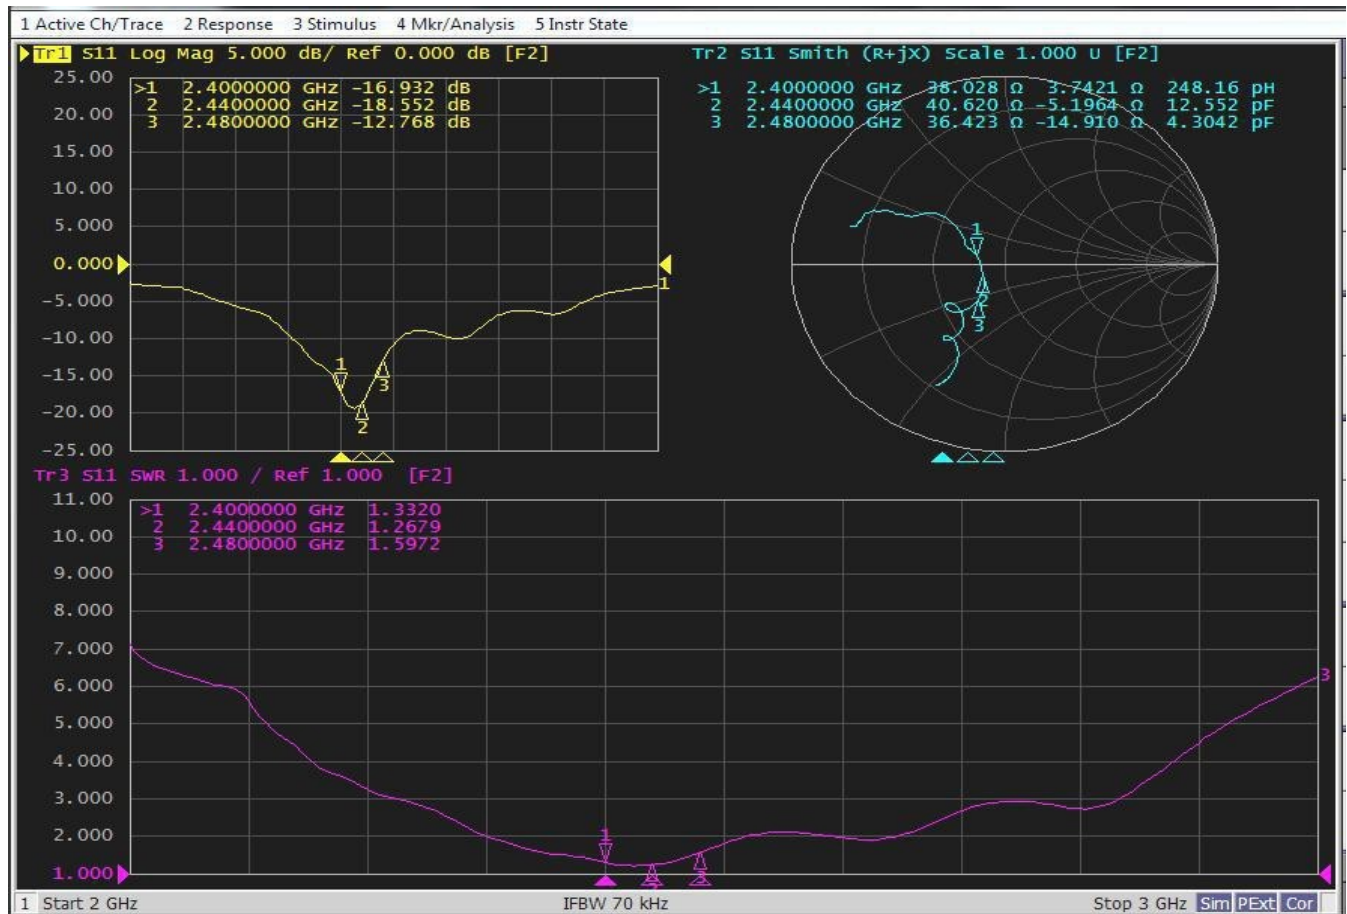 1 Active Ch/Trace 2 Response 3 Stimulus 4 Mkr/Analysis 5 Instr State
Tr1 S11 Log Mag 5.000 dB/ Ref 0.000 dB [F2]
25.00
20.00
15.00
10.00
5.000
0.000
-5.000
-10.00
-15.00
-20.00
-25.00
>1 2.4000000 GHz -16.932 dB
2 2.4400000 GHz -18.552 dB
3 2.4800000 GHz -12.768 dB
1
2
3
1
Tr2 S11 Smith (R+jX) Scale 1.000 U [F2]
>1 2.4000000 GHz 38.028 Ω 3.7421 Ω 248.16 pH
2 2.4400000 GHz 40.620 Ω -5.1964 Ω 12.552 pF
3 2.4800000 GHz 36.423 Ω -14.910 Ω 4.3042 pF
1
2
3
Tr3 S11 SWR 1.000 / Ref 1.000 [F2]
11.00
10.00
9.000
8.000
7.000
6.000
5.000
4.000
3.000
2.000
1.000
>1 2.4000000 GHz 1.3320
2 2.4400000 GHz 1.2679
3 2.4800000 GHz 1.5972
1
2
3
3
1 Start 2 GHz IFBW 70 kHz Stop 3 GHz Sim PExt Cor